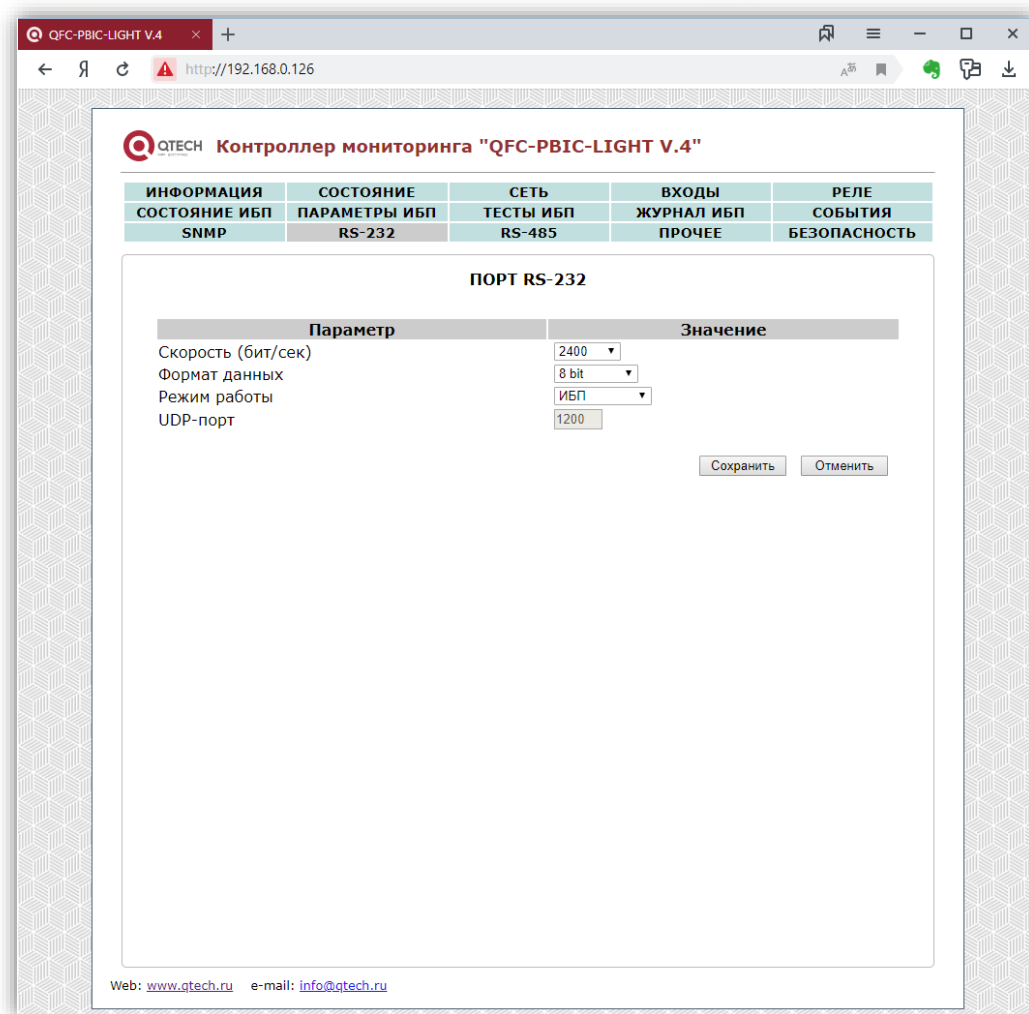 QFC-PBIC-LIGHT V.4
http://192.168.0.126
QTECH Контроллер мониторинга "QFC-PBIC-LIGHT V.4"
ИНФОРМАЦИЯ СОСТОЯНИЕ СЕТЬ ВХОДЫ РЕЛЕ
СОСТОЯНИЕ ИБП ПАРАМЕТРЫ ИБП ТЕСТЫ ИБП ЖУРНАЛ ИБП СОБЫТИЯ
SNMP RS-232 RS-485 ПРОЧЕЕ БЕЗОПАСНОСТЬ
ПОРТ RS-232
Параметр Значение
Скорость (бит/сек) 2400
Формат данных 8 bit
Режим работы ИБП
UDP-порт 1200
Сохранить Отменить
Web: www.qtech.ru e-mail: info@qtech.ru